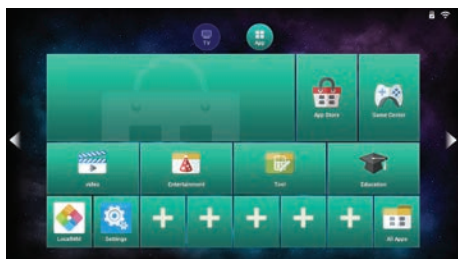 TV
App
App Store
Game Center
video
Entertainment
Tool
Education
LocalMM
Settings
All Apps